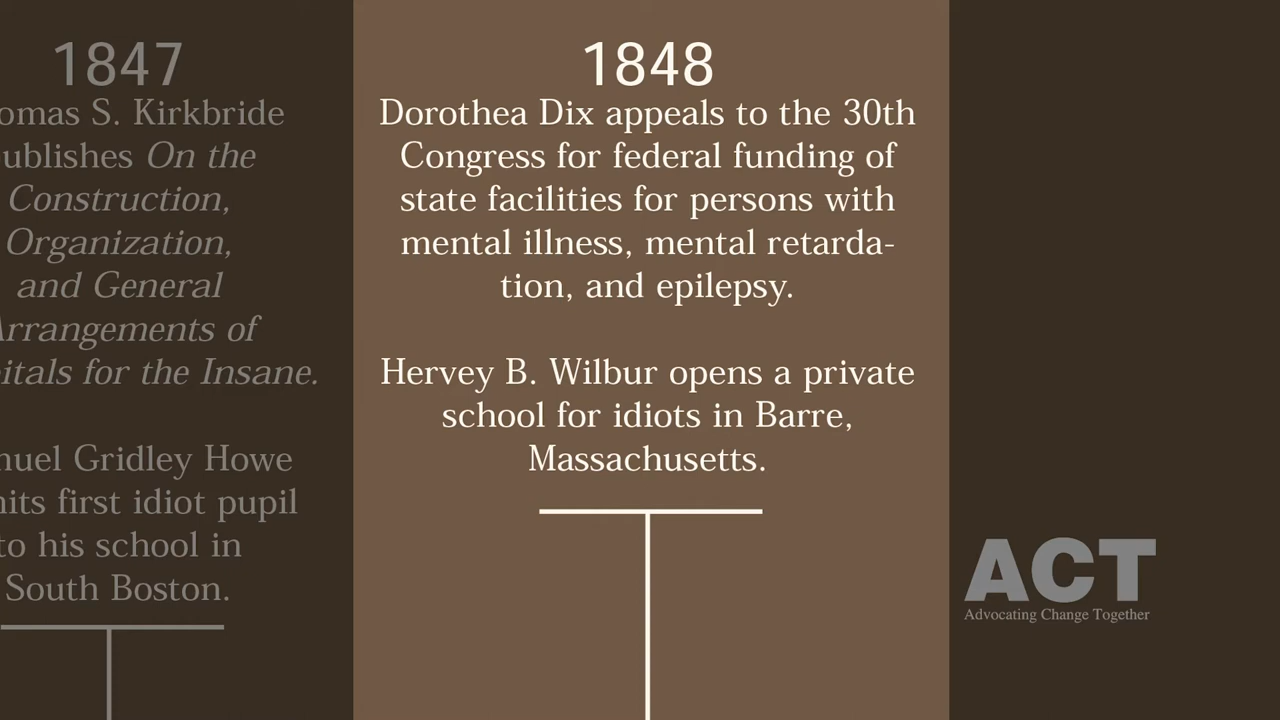 1847
omas S. Kirkbride
ublishes On the
Construction,
Organization,
and General
Arrangements of
itals for the Insane.
uel Gridley Howe
its first idiot pupil
to his school in
South Boston.
1848
Dorothea Dix appeals to the 30th
Congress for federal funding of
state facilities for persons with
mental illness, mental retarda-
tion, and epilepsy.
Hervey B. Wilbur opens a private
school for idiots in Barre,
Massachusetts.
ACT
Advocating Change Together